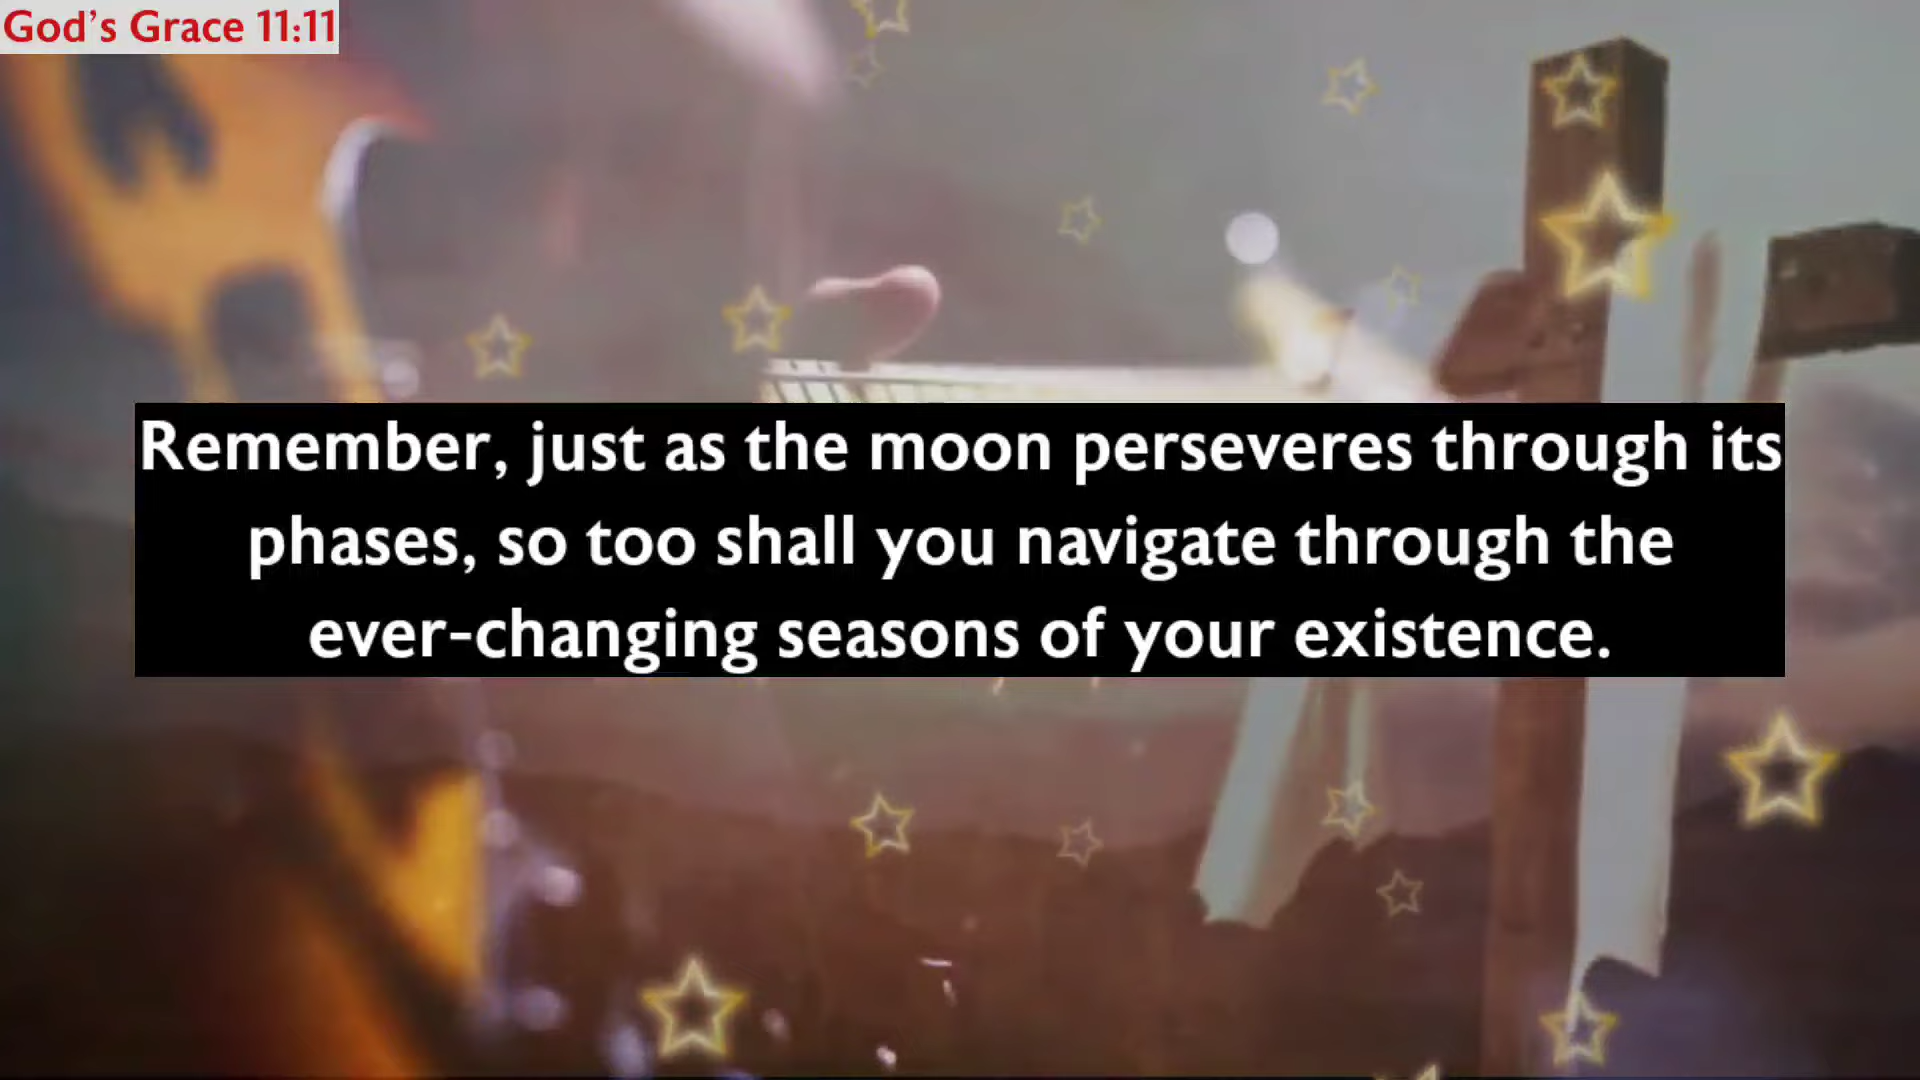 God's Grace 11:11
Remember, just as the moon perseveres through its
phases, so too shall you navigate through the
ever-changing seasons of your existence.